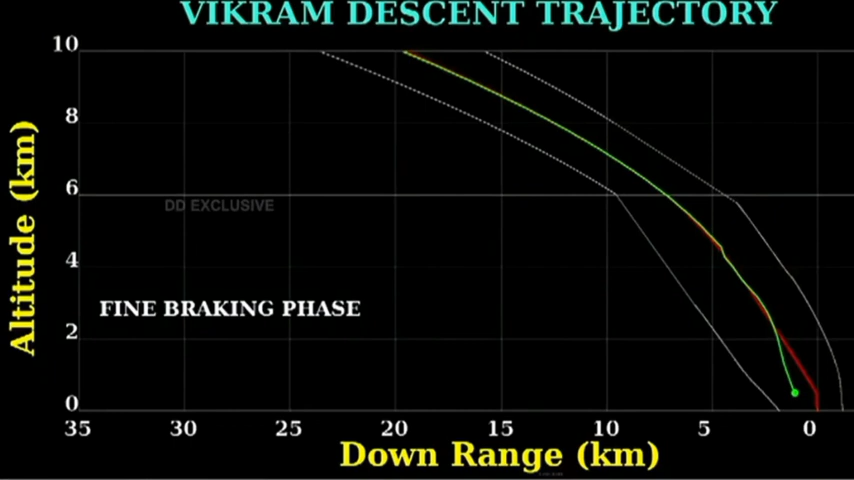 VIKRAM DESCENT TRAJECTORY
10
8
6
DD EXCLUSIVE
4
FINE BRAKING PHASE
2
0
Altitude (km)
35 30 25 20 15 10 5 0
Down Range (km)